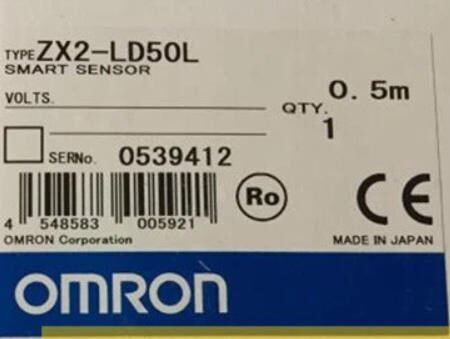 TYPE ZX2-LD50L
SMART SENSOR
VOLTS.
0.5m
QTY.
1
SERNo. 0539412
Ro
CE
4 548583 005921
OMRON Corporation
MADE IN JAPAN
OMRON